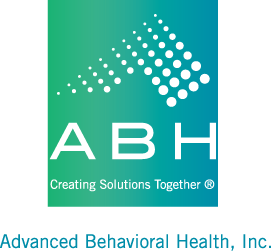 ABH
Creating Solutions Together ®
Advanced Behavioral Health, Inc.